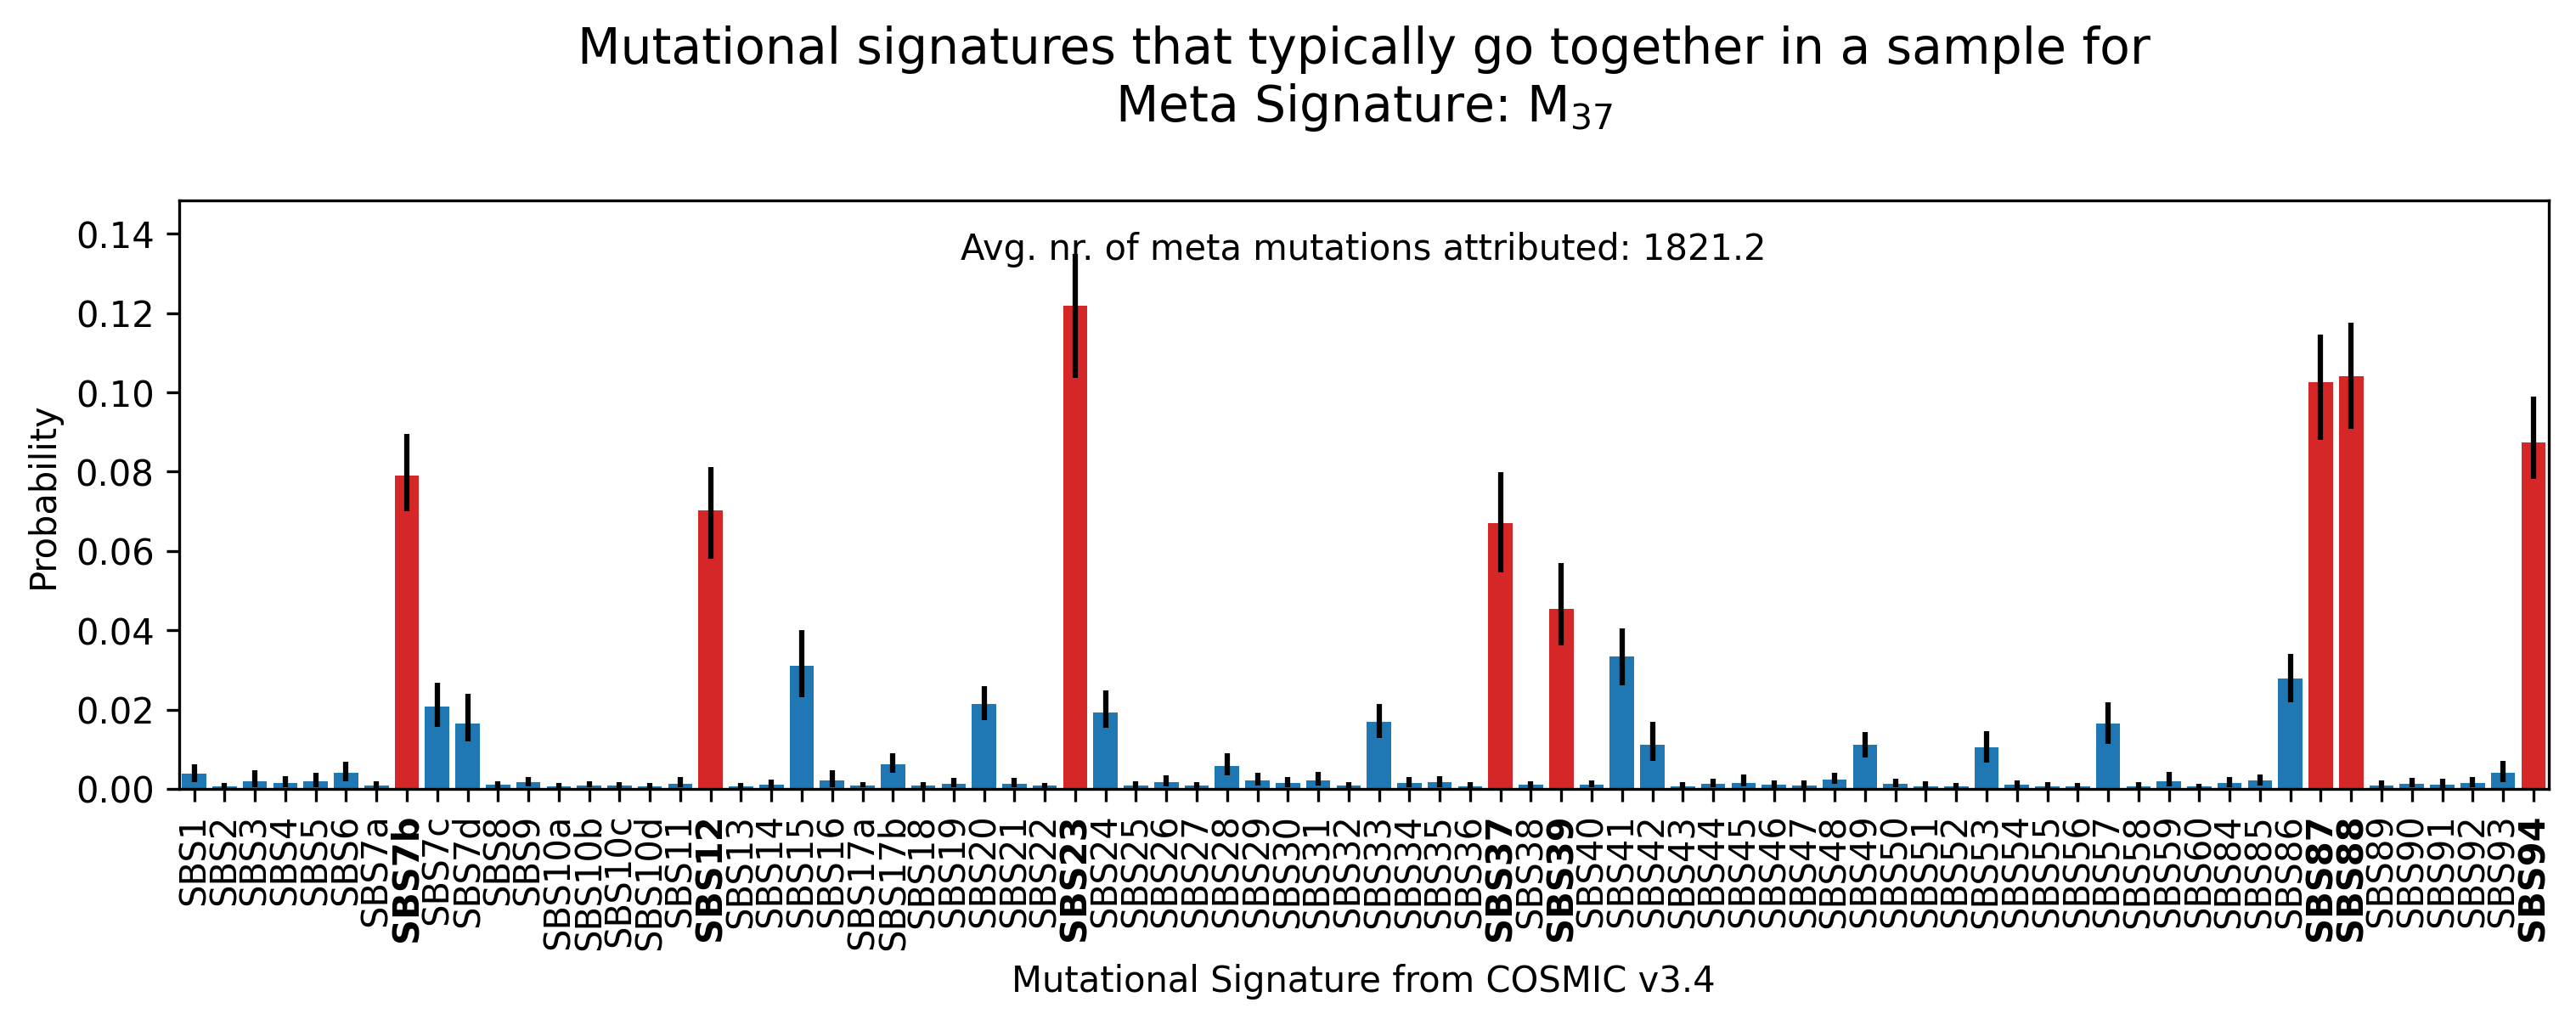 Mutational signatures that typically go together in a sample for
Meta Signature: M37
Avg. nr. of meta mutations attributed: 1821.2
Probability
0.14
0.12
0.10
0.08
0.06
0.04
0.02
0.00
SBS1
SBS2
SBS3
SBS4
SBS5
SBS6
SBS7a
SBS7b
SBS7c
SBS7d
SBS8
SBS9
SBS10a
SBS10b
SBS10c
SBS10d
SBS11
SBS12
SBS13
SBS14
SBS15
SBS16
SBS17a
SBS17b
SBS18
SBS19
SBS20
SBS21
SBS22
SBS23
SBS24
SBS25
SBS26
SBS27
SBS28
SBS29
SBS30
SBS31
SBS32
SBS33
SBS34
SBS35
SBS36
SBS37
SBS38
SBS39
SBS40
SBS41
SBS42
SBS43
SBS44
SBS45
SBS46
SBS47
SBS48
SBS49
SBS50
SBS51
SBS52
SBS53
SBS54
SBS55
SBS56
SBS57
SBS58
SBS59
SBS60
SBS84
SBS85
SBS86
SBS87
SBS88
SBS89
SBS90
SBS91
SBS92
SBS93
SBS94
Mutational Signature from COSMIC v3.4